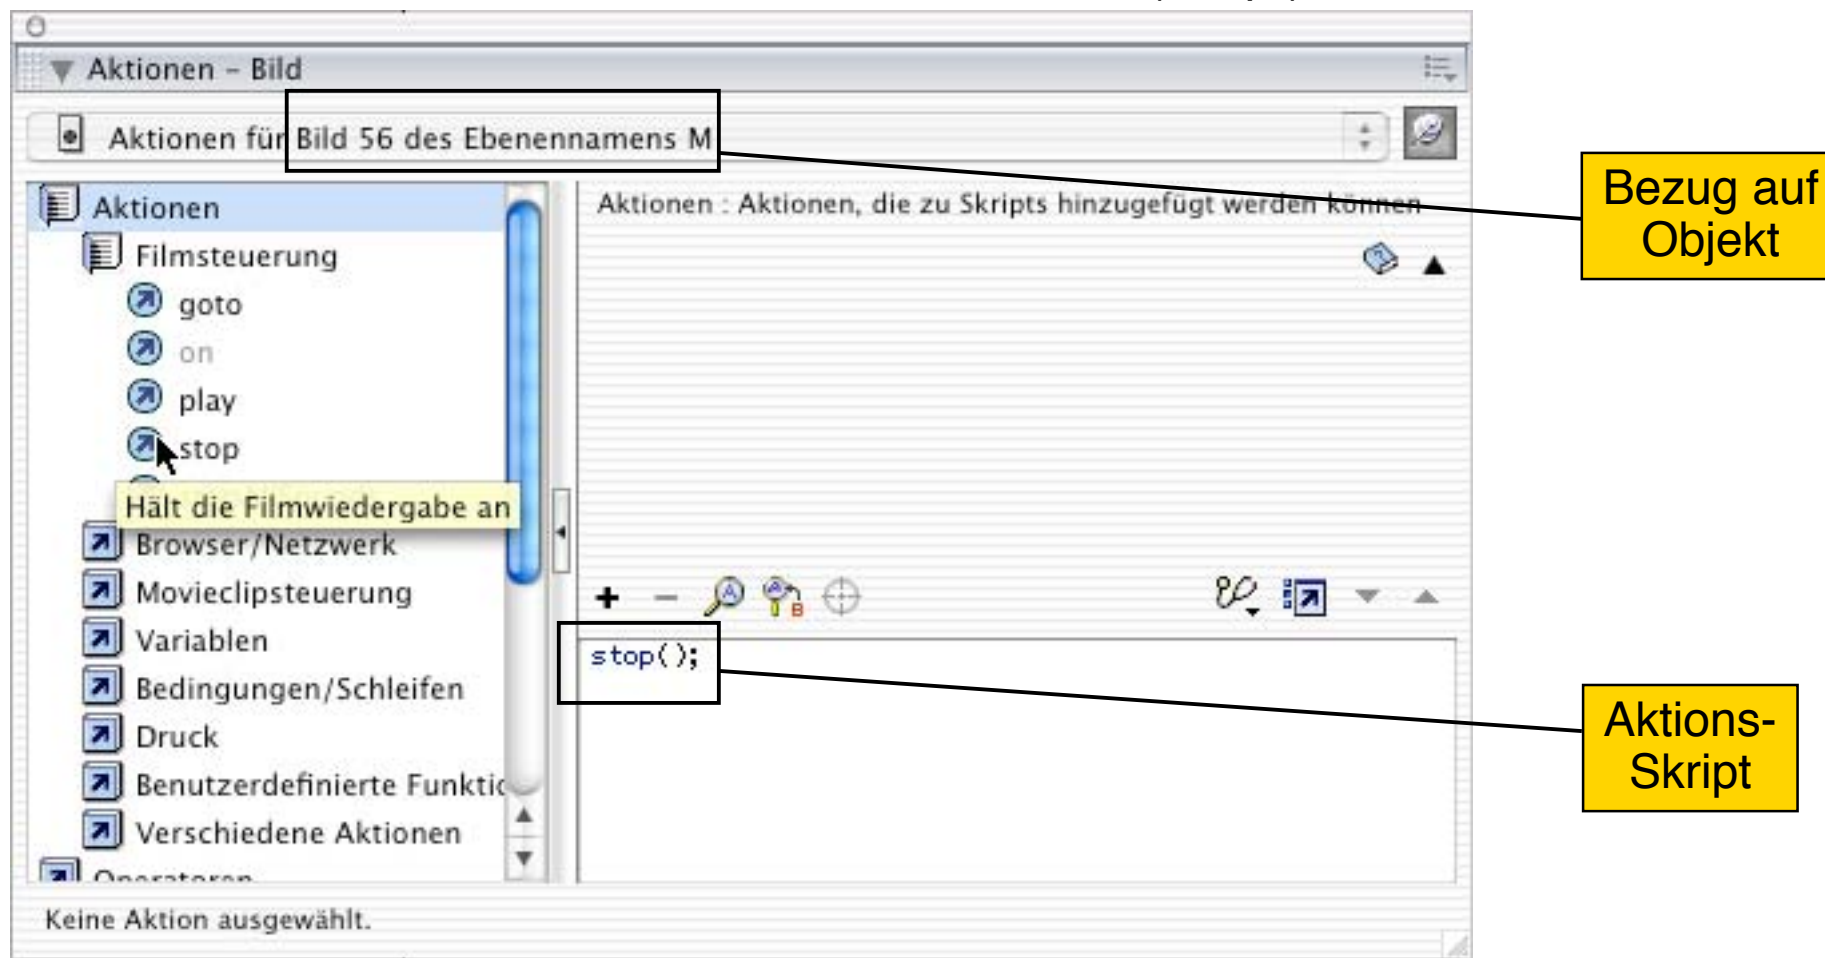 Aktionen – Bild
Aktionen für Bild 56 des Ebenennamens M
Aktionen
Filmsteuerung
goto
on
play
stop
Hält die Filmwiedergabe an
Browser/Netzwerk
Movieclipsteuerung
Variablen
Bedingungen/Schleifen
Druck
Benutzerdefinierte Funktio
Verschiedene Aktionen
Operatoren
Keine Aktion ausgewählt.
Aktionen : Aktionen, die zu Skripts hinzugefügt werden können
stop();
Bezug auf
Objekt
Aktions-
Skript